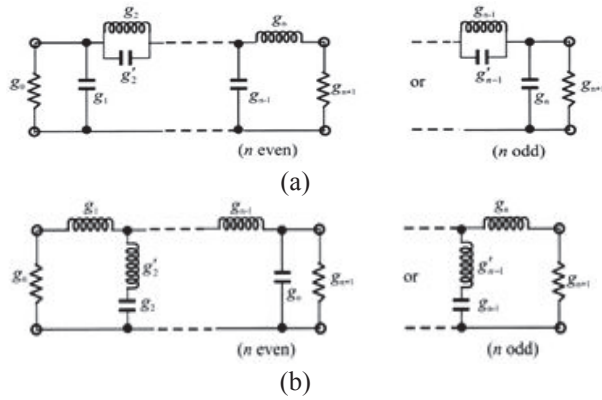 g₂ gₙ gₙ₋₁
g₀ g₁ g′₂ gₙ₋₁ gₙ₊₁ or g′ₙ₋₁ gₙ gₙ₊₁
(n even) (n odd)
(a)
g₁ gₙ₋₁ gₙ
g′₂ g₂ gₙ gₙ₊₁ or g′ₙ₋₁ gₙ₋₁ gₙ₊₁
(n even) (n odd)
(b)